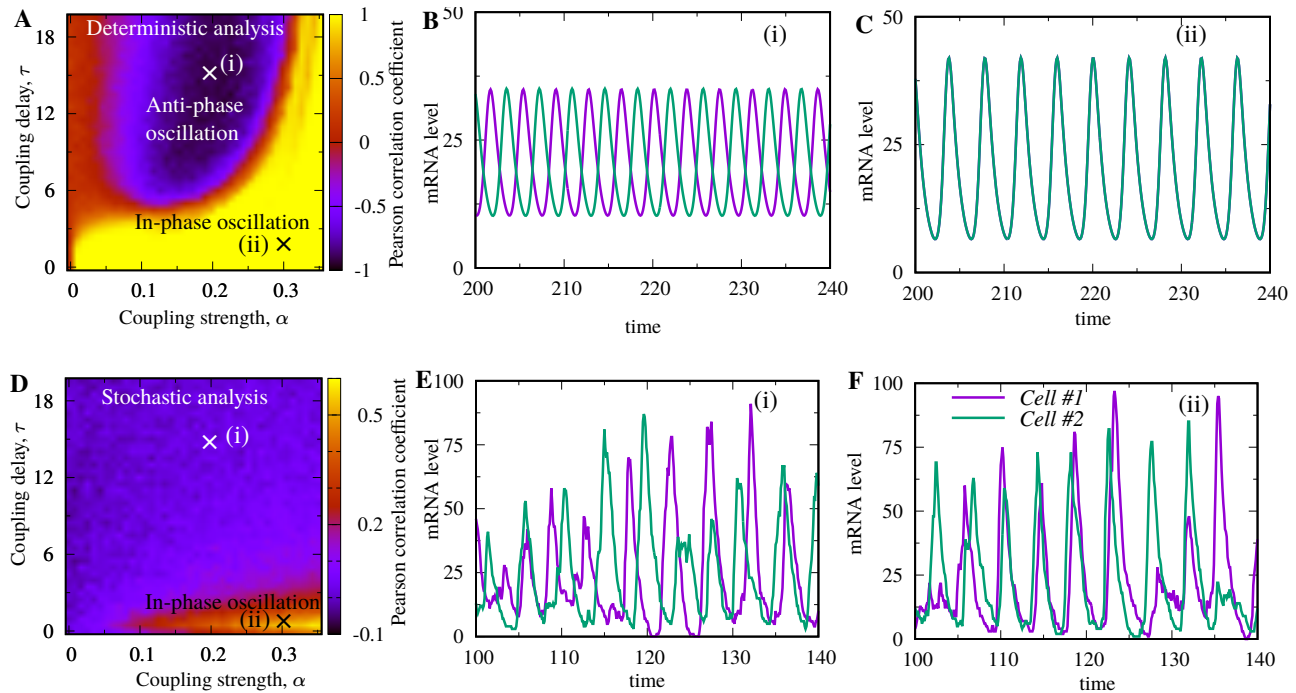 A
Deterministic analysis
(i)
Anti-phase
oscillation
In-phase oscillation
(ii)
18
12
6
0
Coupling delay, τ
0
0.1
0.2
0.3
Coupling strength, α
1
0.5
0
-0.5
-1
Pearson correlation coefficient
B
(i)
50
25
0
mRNA level
200
210
220
230
240
time
C
(ii)
50
25
0
mRNA level
200
210
220
230
240
time
D
Stochastic analysis
(i)
In-phase oscillation
(ii)
18
12
6
0
Coupling delay, τ
0
0.1
0.2
0.3
Coupling strength, α
0.5
0.2
-0.1
Pearson correlation coefficient
E
(i)
100
75
50
25
0
mRNA level
100
110
120
130
140
time
F
Cell #1
Cell #2
(ii)
100
75
50
25
0
mRNA level
100
110
120
130
140
time